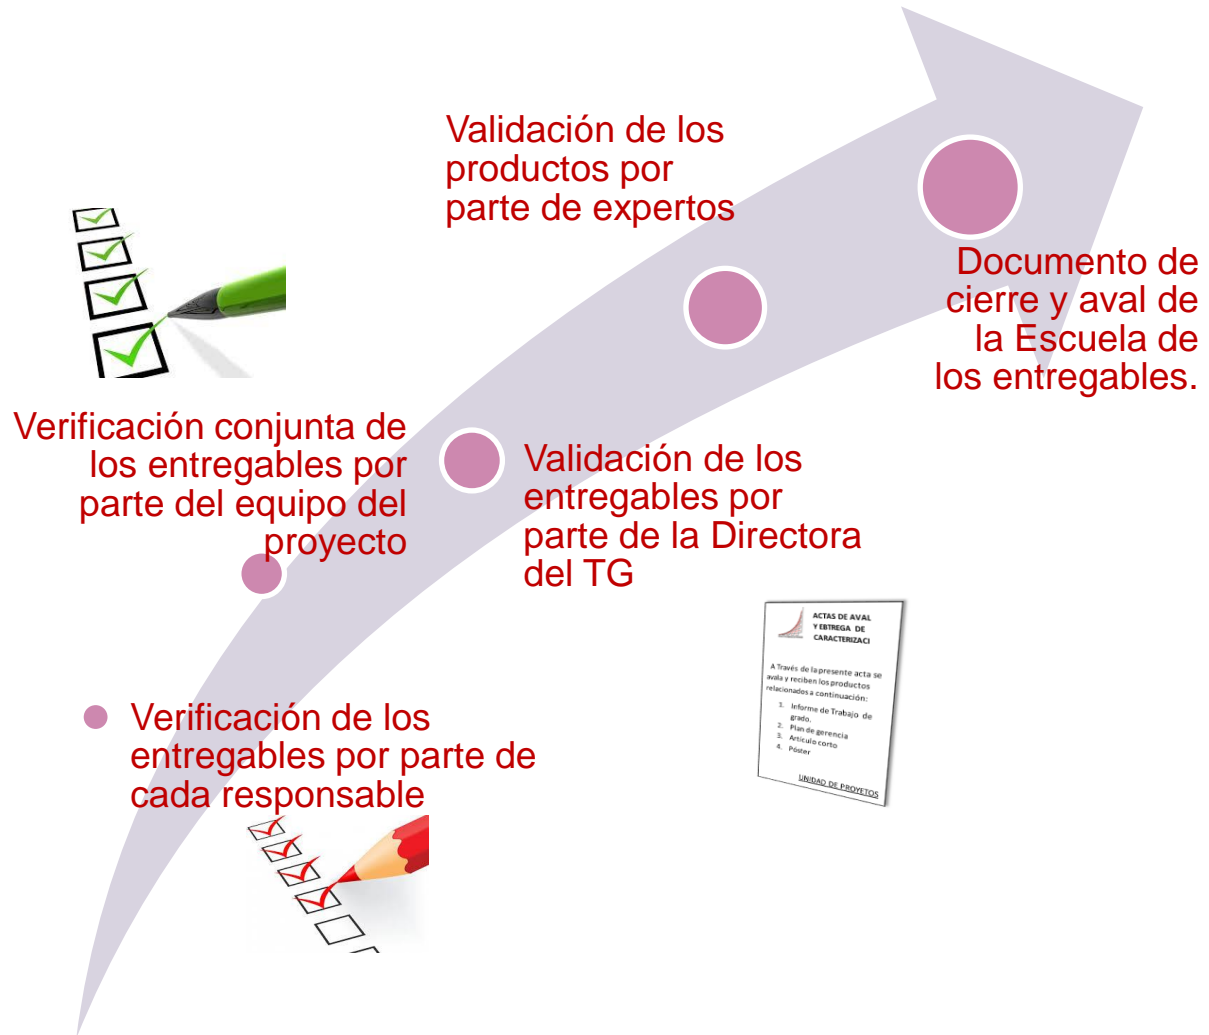 Validación de los
productos por
parte de expertos
Documento de
cierre y aval de
la Escuela de
los entregables.
Verificación conjunta de
los entregables por
parte del equipo del
proyecto
Validación de los
entregables por
parte de la Directora
del TG
Verificación de los
entregables por parte de
cada responsable
ACTAS DE AVAL
Y EBTREGA DE
CARACTERIZACI
A Través de la presente acta se
avala y reciben los productos
relacionados a continuación:
1. Informe de Trabajo de
grado.
2. Plan de gerencia
3. Artículo corto
4. Póster
UNIDAD DE PROYETOS